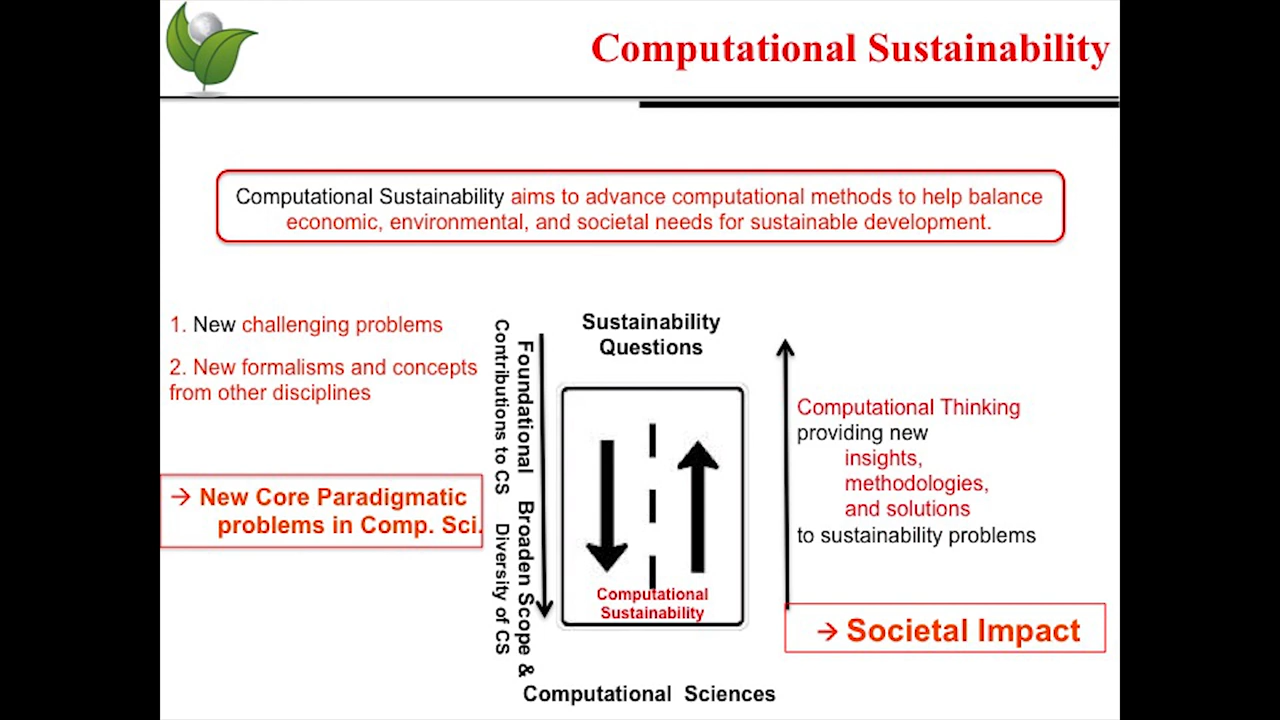 Computational Sustainability
Computational Sustainability aims to advance computational methods to help balance
economic, environmental, and societal needs for sustainable development.
1. New challenging problems
2. New formalisms and concepts
from other disciplines
→ New Core Paradigmatic
problems in Comp. Sci.
Foundational Broaden Scope &
Contributions to CS Diversity of CS
Sustainability
Questions
Computational
Sustainability
Computational Sciences
Computational Thinking
providing new
insights,
methodologies,
and solutions
to sustainability problems
→ Societal Impact